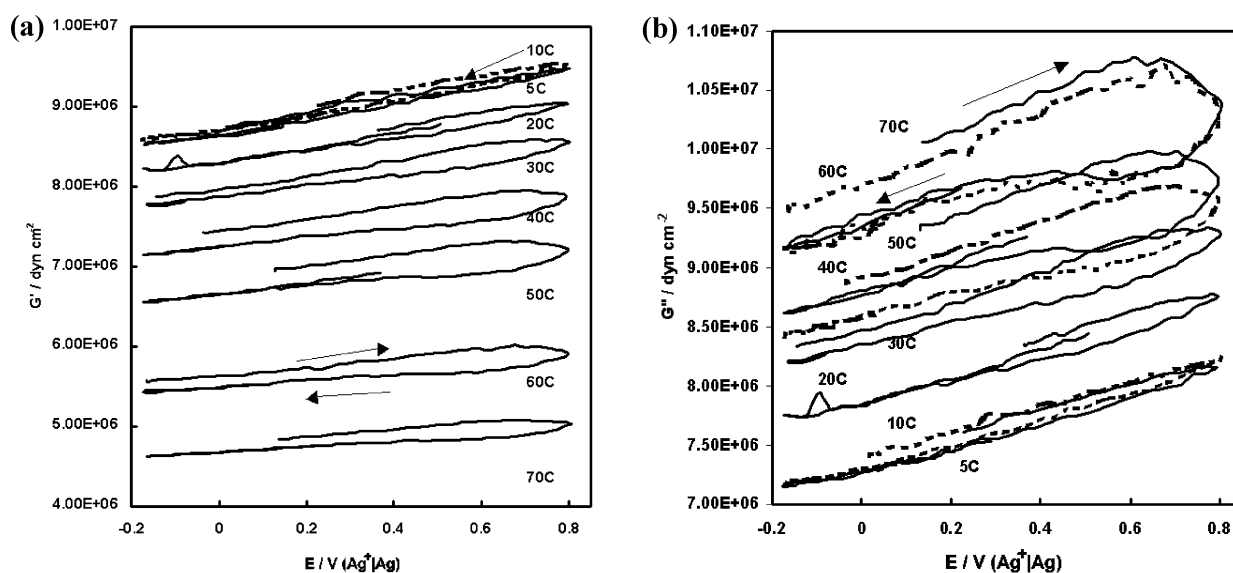 (a)
1.00E+07
9.00E+06
8.00E+06
7.00E+06
6.00E+06
5.00E+06
4.00E+06
G' / dyn cm²
10C
5C
20C
30C
40C
50C
60C
70C
-0.2
0
0.2
0.4
0.6
0.8
E / V (Ag⁺|Ag)
(b)
1.10E+07
1.05E+07
1.00E+07
9.50E+06
9.00E+06
8.50E+06
8.00E+06
7.50E+06
7.00E+06
G'' / dyn cm⁻²
70C
60C
50C
40C
30C
20C
10C
5C
-0.2
0
0.2
0.4
0.6
0.8
E / V (Ag⁺|Ag)